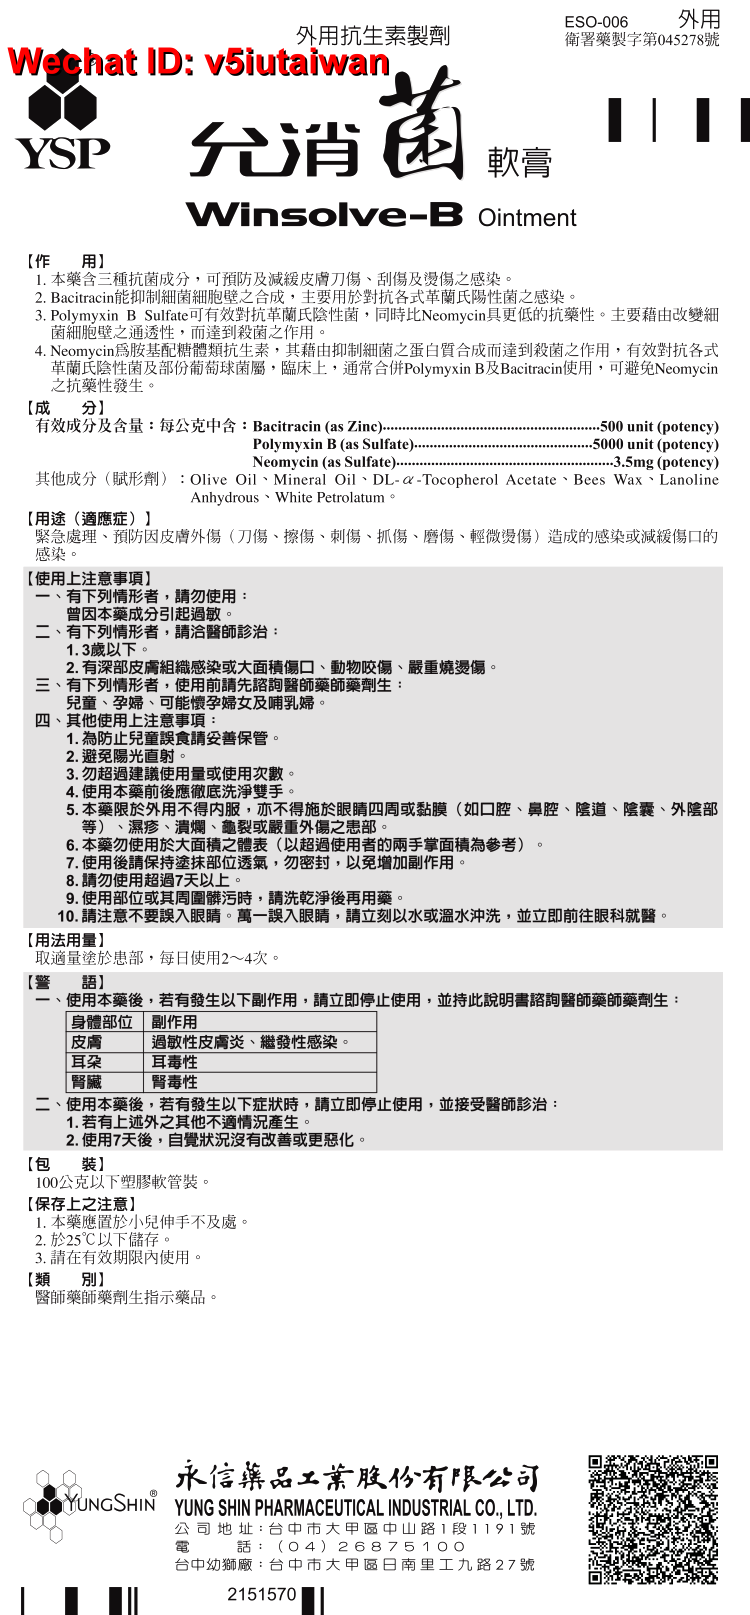 外用抗生素製劑
ESO-006 外用
衛署藥製字第045278號
Wechat ID: v5iutaiwan
YSP
允消菌 軟膏
Winsolve-B Ointment
【作　　用】
1. 本藥含三種抗菌成分，可預防及減緩皮膚刀傷、刮傷及燙傷之感染。
2. Bacitracin能抑制細菌細胞壁之合成，主要用於對抗各式革蘭氏陽性菌之感染。
3. Polymyxin B Sulfate可有效對抗革蘭氏陰性菌，同時比Neomycin具更低的抗藥性。主要藉由改變細
菌細胞壁之通透性，而達到殺菌之作用。
4. Neomycin為胺基配糖體類抗生素，其藉由抑制細菌之蛋白質合成而達到殺菌之作用，有效對抗各式
革蘭氏陰性菌及部份葡萄球菌屬，臨床上，通常合併Polymyxin B及Bacitracin使用，可避免Neomycin
之抗藥性發生。
【成　　分】
有效成分及含量：每公克中含：Bacitracin (as Zinc)........................................................500 unit (potency)
Polymyxin B (as Sulfate)..............................................5000 unit (potency)
Neomycin (as Sulfate)........................................................3.5mg (potency)
其他成分（賦形劑）：Olive Oil、Mineral Oil、DL-α-Tocopherol Acetate、Bees Wax、Lanoline
Anhydrous、White Petrolatum。
【用途（適應症）】
緊急處理、預防因皮膚外傷（刀傷、擦傷、刺傷、抓傷、磨傷、輕微燙傷）造成的感染或減緩傷口的
感染。
【使用上注意事項】
一、有下列情形者，請勿使用：
曾因本藥成分引起過敏。
二、有下列情形者，請洽醫師診治：
1. 3歲以下。
2. 有深部皮膚組織感染或大面積傷口、動物咬傷、嚴重燒燙傷。
三、有下列情形者，使用前請先諮詢醫師藥師藥劑生：
兒童、孕婦、可能懷孕婦女及哺乳婦。
四、其他使用上注意事項：
1. 為防止兒童誤食請妥善保管。
2. 避免陽光直射。
3. 勿超過建議使用量或使用次數。
4. 使用本藥前後應徹底洗淨雙手。
5. 本藥限於外用不得內服，亦不得施於眼睛四周或黏膜（如口腔、鼻腔、陰道、陰囊、外陰部
等）、濕疹、潰爛、龜裂或嚴重外傷之患部。
6. 本藥勿使用於大面積之體表（以超過使用者的兩手掌面積為參考）。
7. 使用後請保持塗抹部位透氣，勿密封，以免增加副作用。
8. 請勿使用超過7天以上。
9. 使用部位或其周圍髒污時，請洗乾淨後再用藥。
10. 請注意不要誤入眼睛。萬一誤入眼睛，請立刻以水或溫水沖洗，並立即前往眼科就醫。
【用法用量】
取適量塗於患部，每日使用2～4次。
【警　　語】
一、使用本藥後，若有發生以下副作用，請立即停止使用，並持此說明書諮詢醫師藥師藥劑生：
身體部位 副作用
皮膚 過敏性皮膚炎、繼發性感染。
耳朵 耳毒性
腎臟 腎毒性
二、使用本藥後，若有發生以下症狀時，請立即停止使用，並接受醫師診治：
1. 若有上述外之其他不適情況產生。
2. 使用7天後，自覺狀況沒有改善或更惡化。
【包　　裝】
100公克以下塑膠軟管裝。
【保存上之注意】
1. 本藥應置於小兒伸手不及處。
2. 於25℃以下儲存。
3. 請在有效期限內使用。
【類　　別】
醫師藥師藥劑生指示藥品。
YUNGSHIN®
永信藥品工業股份有限公司
YUNG SHIN PHARMACEUTICAL INDUSTRIAL CO., LTD.
公司地址：台中市大甲區中山路1段1191號
電　　話：（04）26875100
台中幼獅廠：台中市大甲區日南里工九路27號
2151570